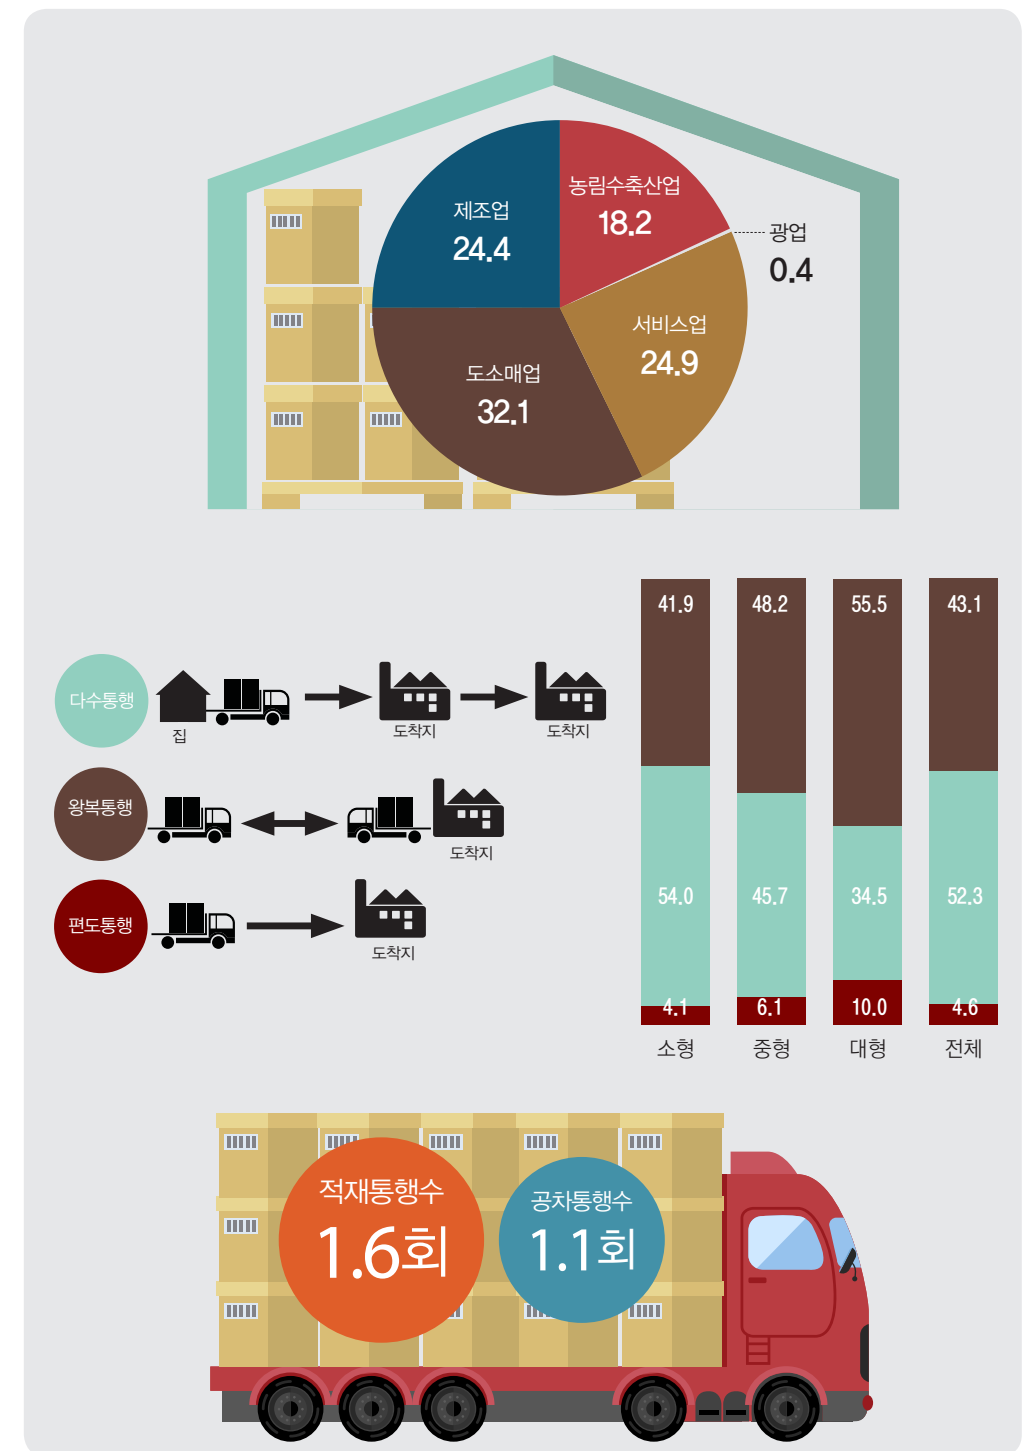 농림수축산업
18.2
광업
0.4
서비스업
24.9
도소매업
32.1
제조업
24.4
다수통행
집
도착지
도착지
왕복통행
도착지
편도통행
도착지
41.9 48.2 55.5 43.1
54.0 45.7 34.5 52.3
4.1 6.1 10.0 4.6
소형 중형 대형 전체
적재통행수
1.6회
공차통행수
1.1회